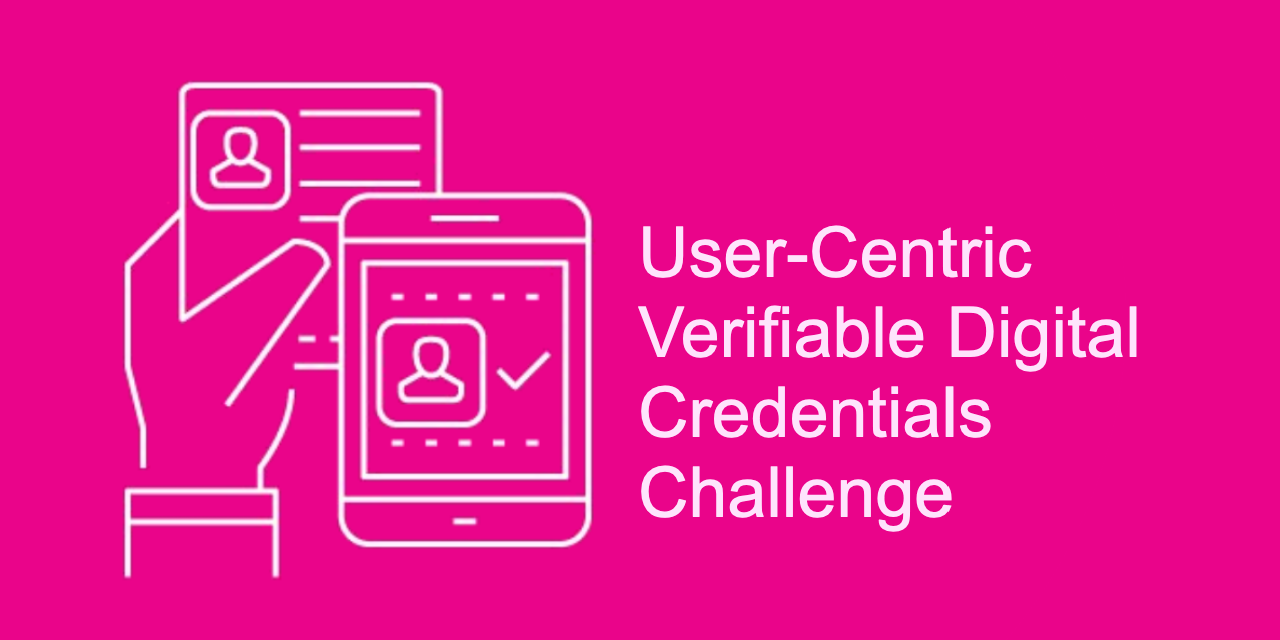 User-Centric
Verifiable Digital
Credentials
Challenge